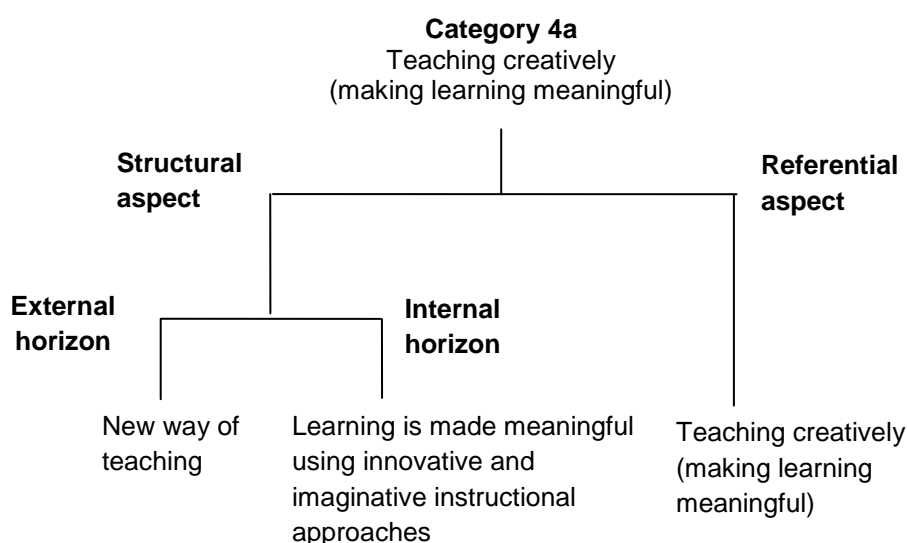 Category 4a
Teaching creatively
(making learning meaningful)
Structural
aspect
Referential
aspect
External
horizon
Internal
horizon
New way of
teaching
Learning is made meaningful
using innovative and
imaginative instructional
approaches
Teaching creatively
(making learning
meaningful)